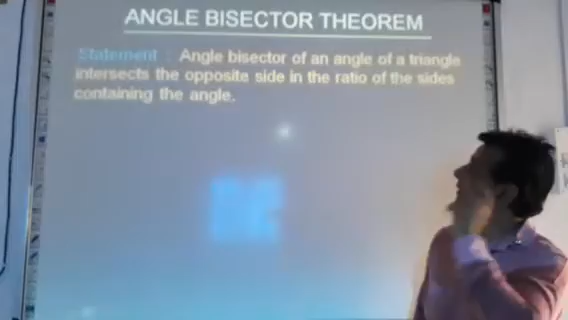 ANGLE BISECTOR THEOREM
Statement : Angle bisector of an angle of a triangle
intersects the opposite side in the ratio of the sides
containing the angle.